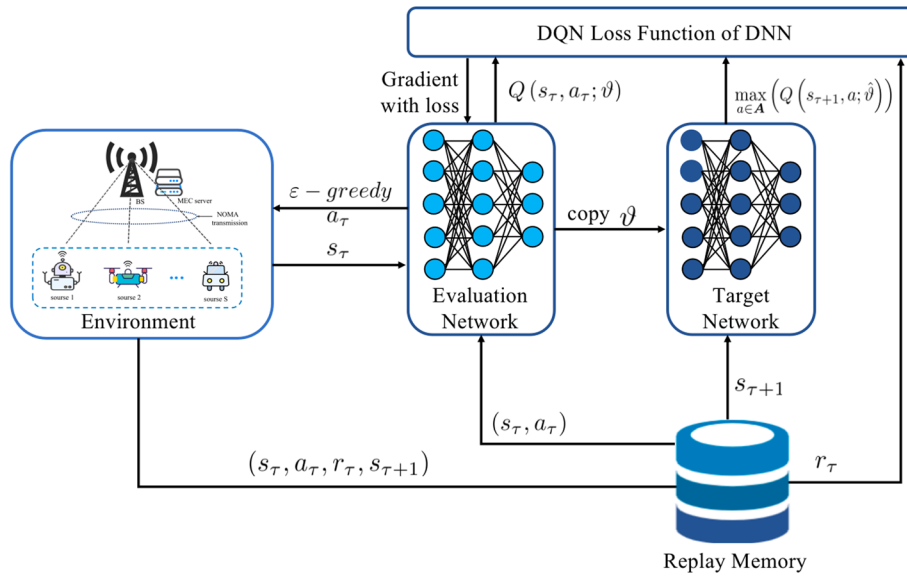 DQN Loss Function of DNN
Gradient
with loss
Q (s_τ, a_τ; ϑ)
max_{a∈A} (Q (s_{τ+1}, a; ϑ̂))
BS
MEC server
NOMA
transmission
sourse 1
sourse 2
...
sourse S
Environment
ε − greedy
a_τ
s_τ
copy ϑ
Evaluation
Network
Target
Network
s_{τ+1}
(s_τ, a_τ)
(s_τ, a_τ, r_τ, s_{τ+1})
r_τ
Replay Memory